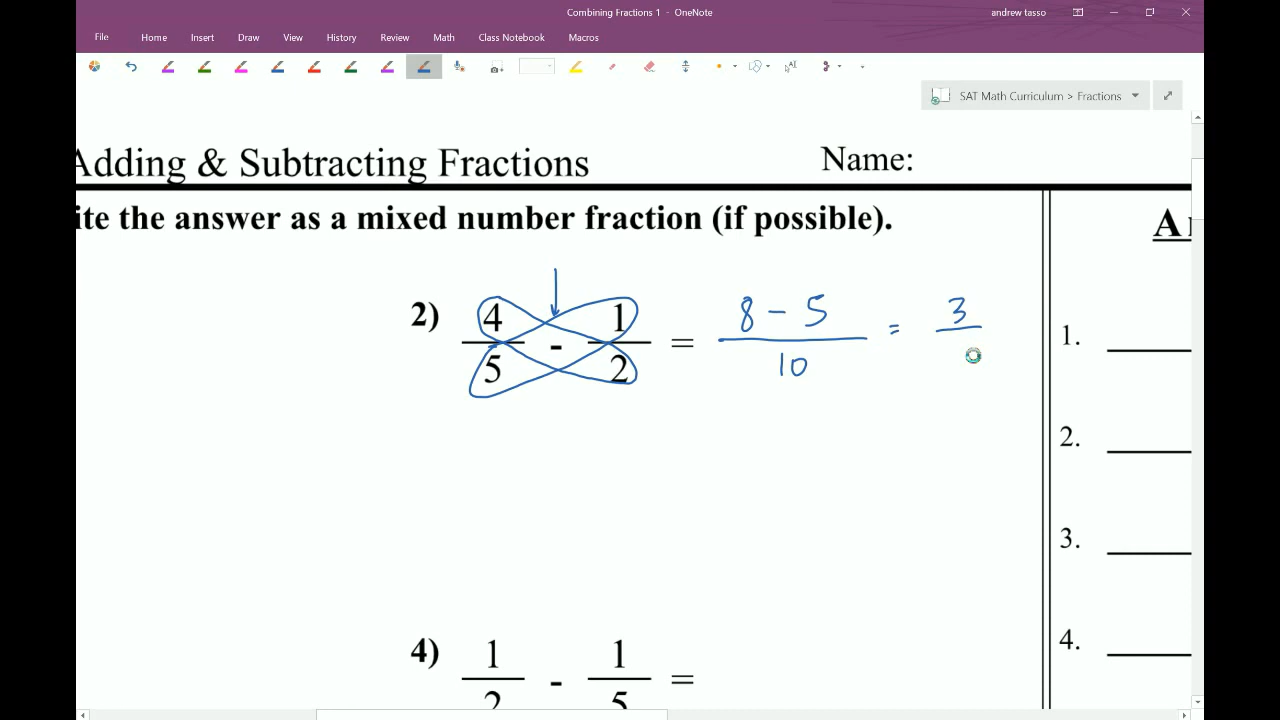 Combining Fractions 1 - OneNote
andrew tasso
File Home Insert Draw View History Review Math Class Notebook Macros
SAT Math Curriculum > Fractions
Adding & Subtracting Fractions Name:
ite the answer as a mixed number fraction (if possible).
A
2) 4 1 8 - 5 3
- = =
5 2 10
1.
2.
3.
4.
4) 1 1
- =
2 5